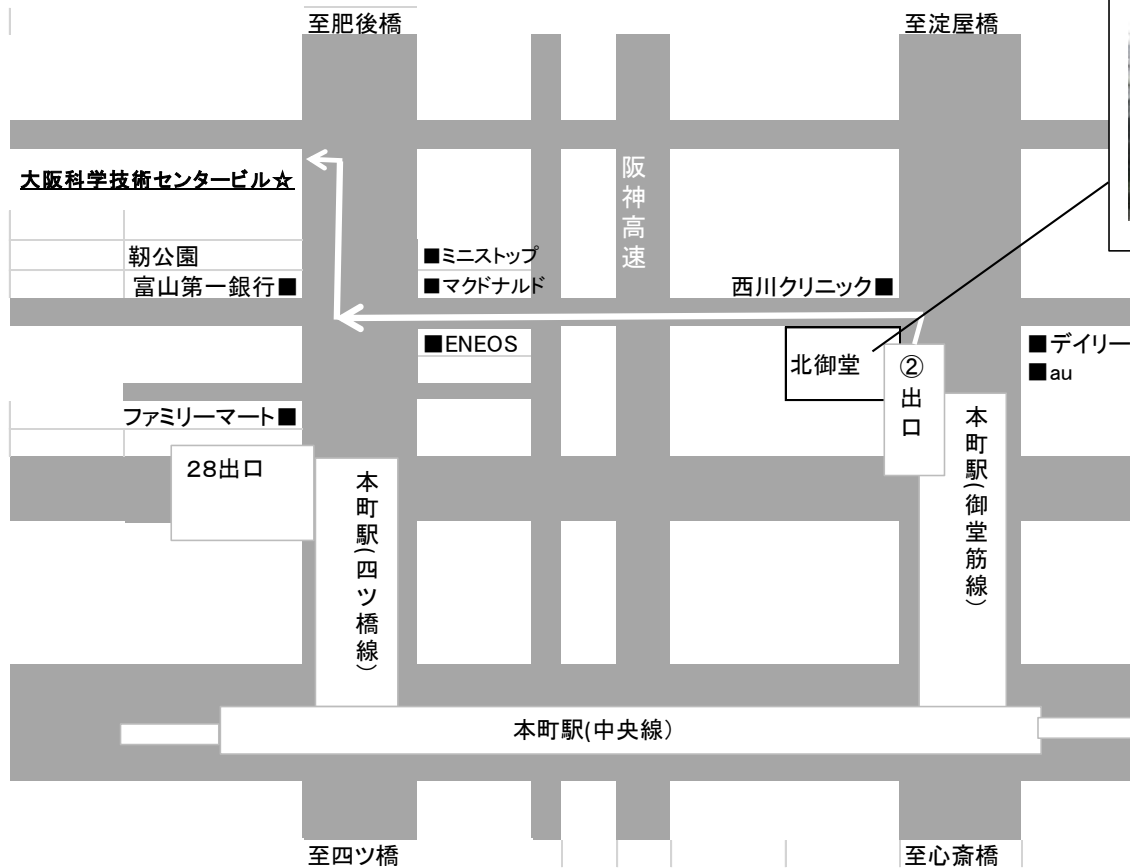 至肥後橋
至淀屋橋
大阪科学技術センタービル☆
阪神高速
靭公園
■ミニストップ
富山第一銀行■
■マクドナルド
西川クリニック■
■ENEOS
北御堂
②出口
■デイリー
■au
ファミリーマート■
28出口
本町駅(四ツ橋線)
本町駅(御堂筋線)
本町駅(中央線)
至四ツ橋
至心斎橋